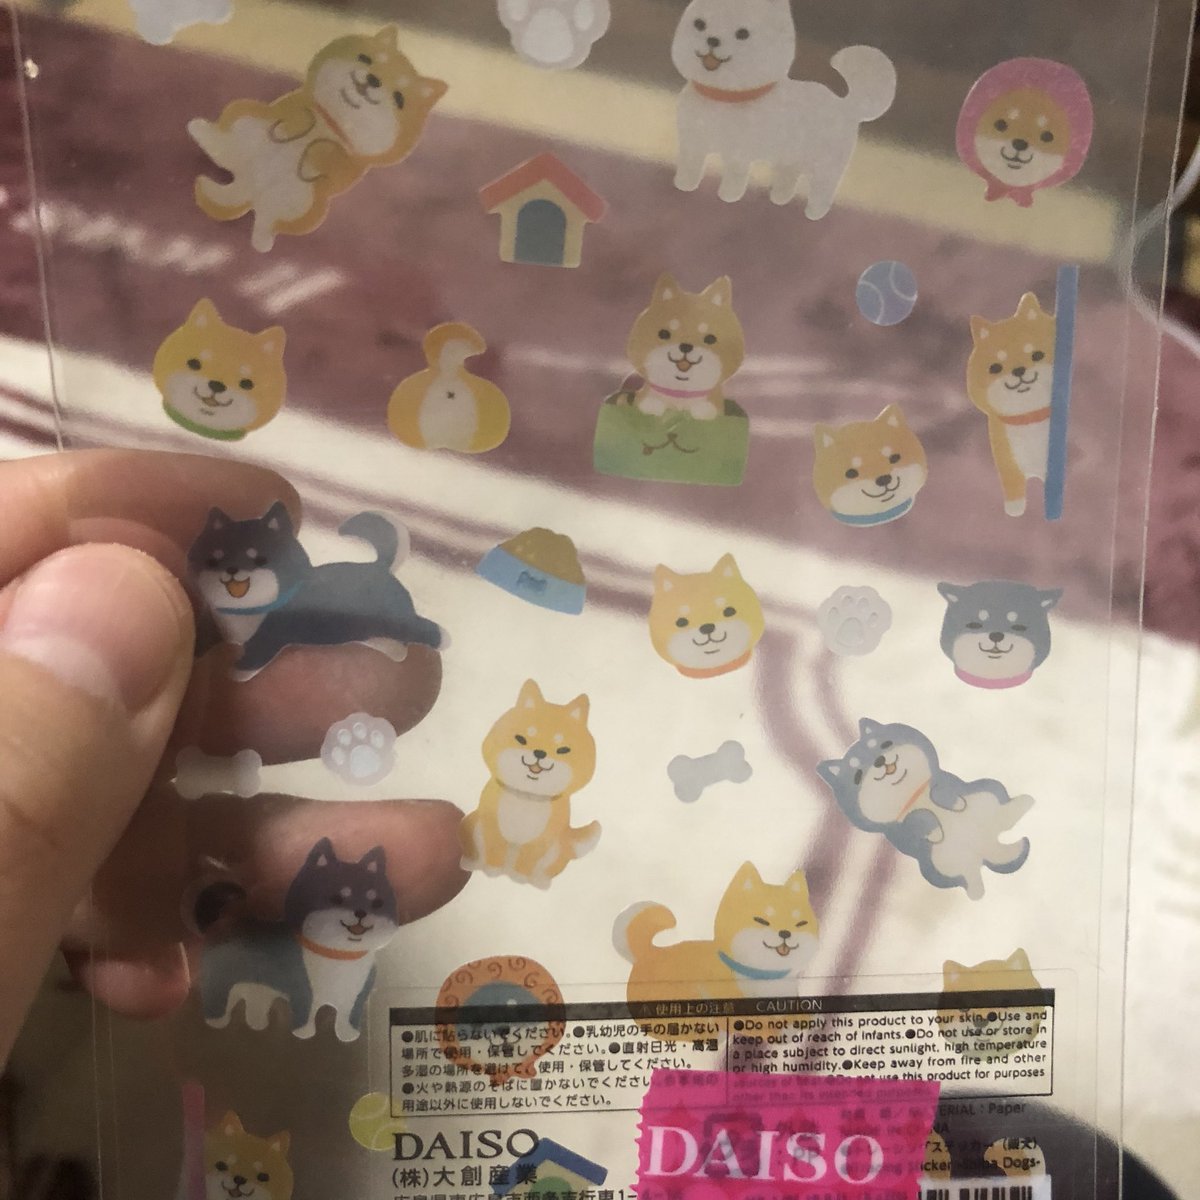 使用上の注意 CAUTION
●肌に貼らないでください。●乳幼児の手の届かない
場所で使用・保管してください。●直射日光・高温
多湿の場所を避けて、使用・保管してください。
●火や熱源のそばに置かないでください。
用途以外に使用しないでください。
●Do not apply this product to your skin.●Use and
keep out of reach of infants.●Do not use or store in
a place subject to direct sunlight, high temperature
or high humidity.●Keep away from fire and other
sources of heat.●Do not use this product for purposes
other than its intended purpose.
DAISO
(株)大創産業
DAISO
MATERIAL：Paper